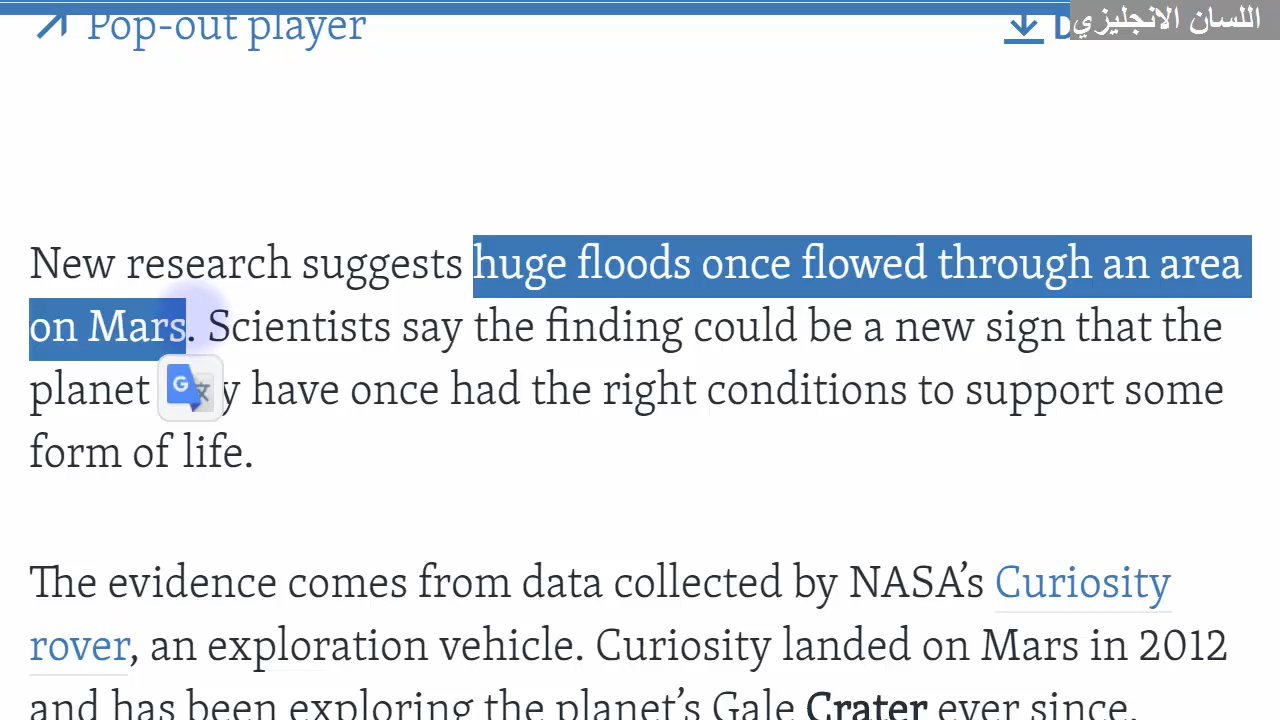 Pop-out player
اللسان الانجليزي
New research suggests huge floods once flowed through an area
on Mars. Scientists say the finding could be a new sign that the
planet have once had the right conditions to support some
form of life.
The evidence comes from data collected by NASA’s Curiosity
rover, an exploration vehicle. Curiosity landed on Mars in 2012
and has been exploring the planet’s Gale Crater ever since.